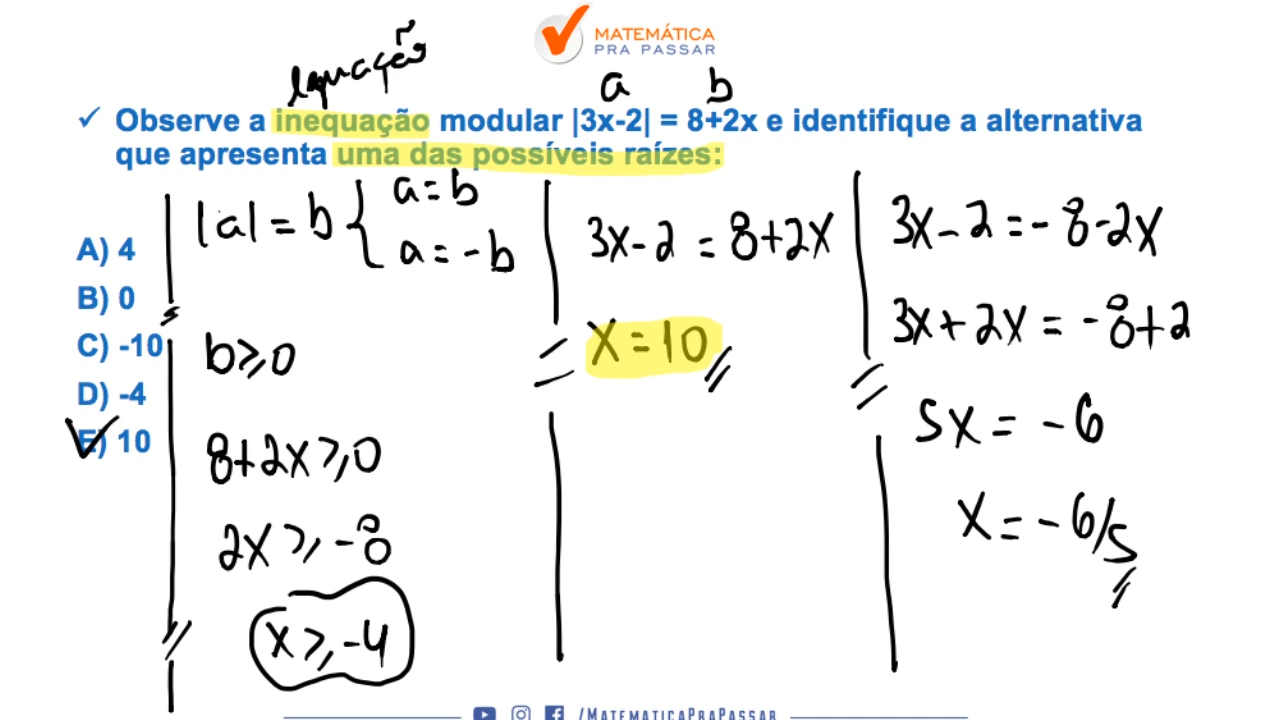 MATEMÁTICA
PRA PASSAR
Equação
a b
✓ Observe a inequação modular |3x-2| = 8+2x e identifique a alternativa
que apresenta uma das possíveis raízes:
A) 4
B) 0
C) -10
D) -4
E) 10
|a| = b { a = b
a = -b
b ≥ 0
8+2x ≥ 0
2x ≥ -8
x ≥ -4
3x - 2 = 8+2x
x = 10
3x - 2 = -8-2x
3x + 2x = -8+2
5x = -6
x = -6/5
/MATEMATICAPRAPASSAR